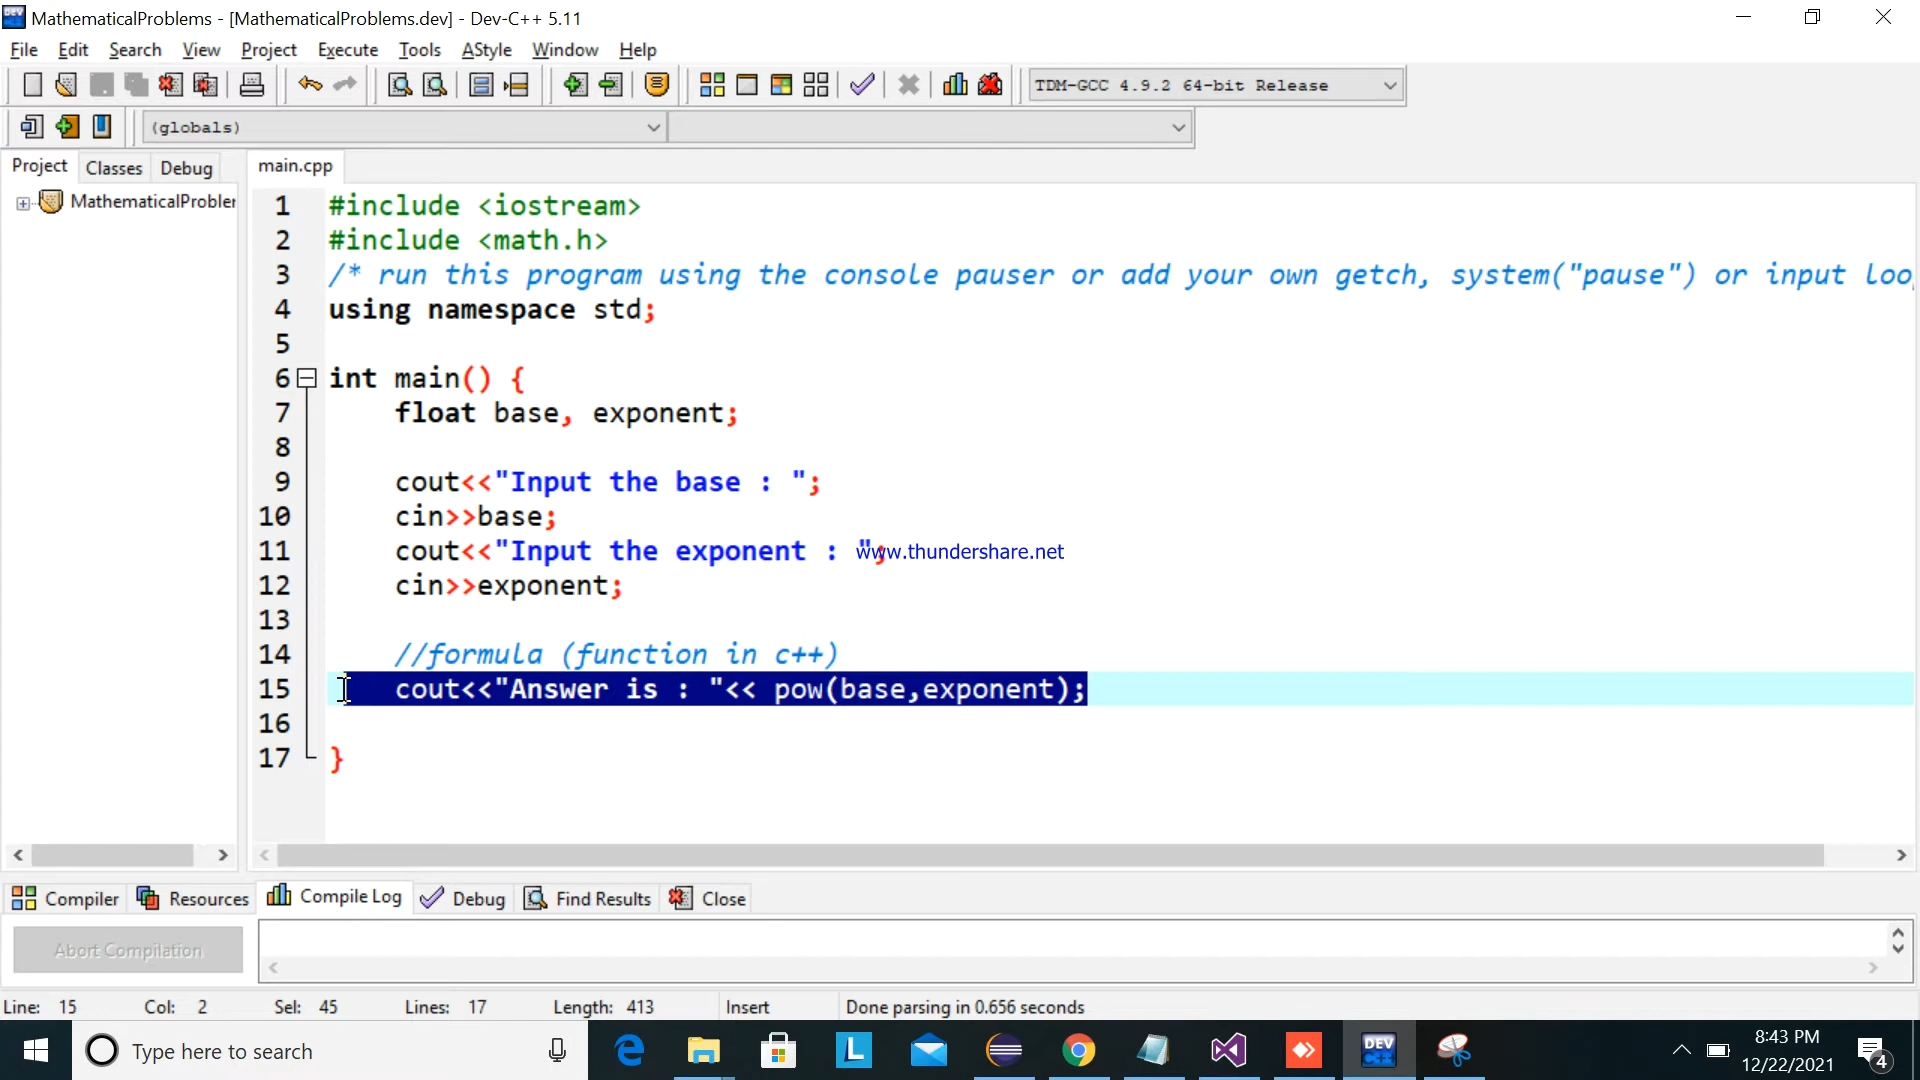 MathematicalProblems - [MathematicalProblems.dev] - Dev-C++ 5.11
File Edit Search View Project Execute Tools AStyle Window Help
TDM-GCC 4.9.2 64-bit Release
(globals)
Project Classes Debug main.cpp
MathematicalProbler
1 #include <iostream>
2 #include <math.h>
3 /* run this program using the console pauser or add your own getch, system("pause") or input loo
4 using namespace std;
5
6 int main() {
7 float base, exponent;
8
9 cout<<"Input the base : ";
10 cin>>base;
11 cout<<"Input the exponent : ";
www.thundershare.net
12 cin>>exponent;
13
14 //formula (function in c++)
15 cout<<"Answer is : "<< pow(base,exponent);
16
17 }
Compiler Resources Compile Log Debug Find Results Close
Abort Compilation
Line: 15 Col: 2 Sel: 45 Lines: 17 Length: 413 Insert Done parsing in 0.656 seconds
Type here to search
L
DEV
C++
8:43 PM
12/22/2021
4